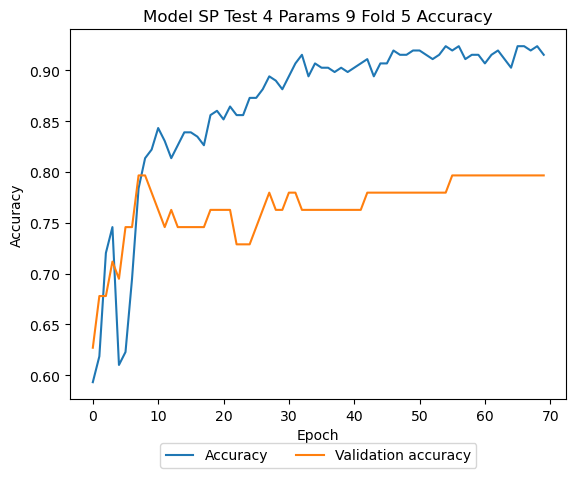 Model SP Test 4 Params 9 Fold 5 Accuracy
Accuracy
0.90
0.85
0.80
0.75
0.70
0.65
0.60
0 10 20 30 40 50 60 70
Epoch
Accuracy Validation accuracy